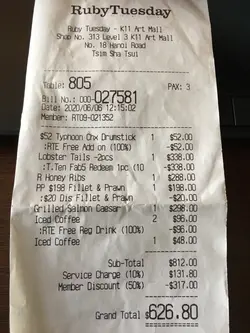 RubyTuesday
Ruby Tuesday - K11 Art Mall
Shop No. 313 Level 3 K11 Art Mall
No. 18 Hanoi Road
Tsim Sha Tsui
Table: 805 PAX: 3
Bill No.: 000-027581
Date: 2020/06/06 12:15:02
Member: RT09-021352
$52 Typhoon Chx Drumstick 1 $52.00
:RTE Free Add on (100%) -$52.00
Lobster Tails -2pcs 1 $338.00
:T.Ten Fab5 Redeem 1pc (10 -$338.00
R Honey Ribs 1 $288.00
PP $198 Fillet & Prawn 1 $198.00
:$20 Dis Fillet & Prawn -$20.00
Grilled Salmon Caesar 1 $298.00
Iced Coffee 2 $96.00
:RTE Free Reg Drink (100%) -$96.00
Iced Coffee 1 $48.00
Sub-Total $812.00
Service Charge (10%) $131.80
Member Discount (50%) -$317.00
Grand Total $626.80